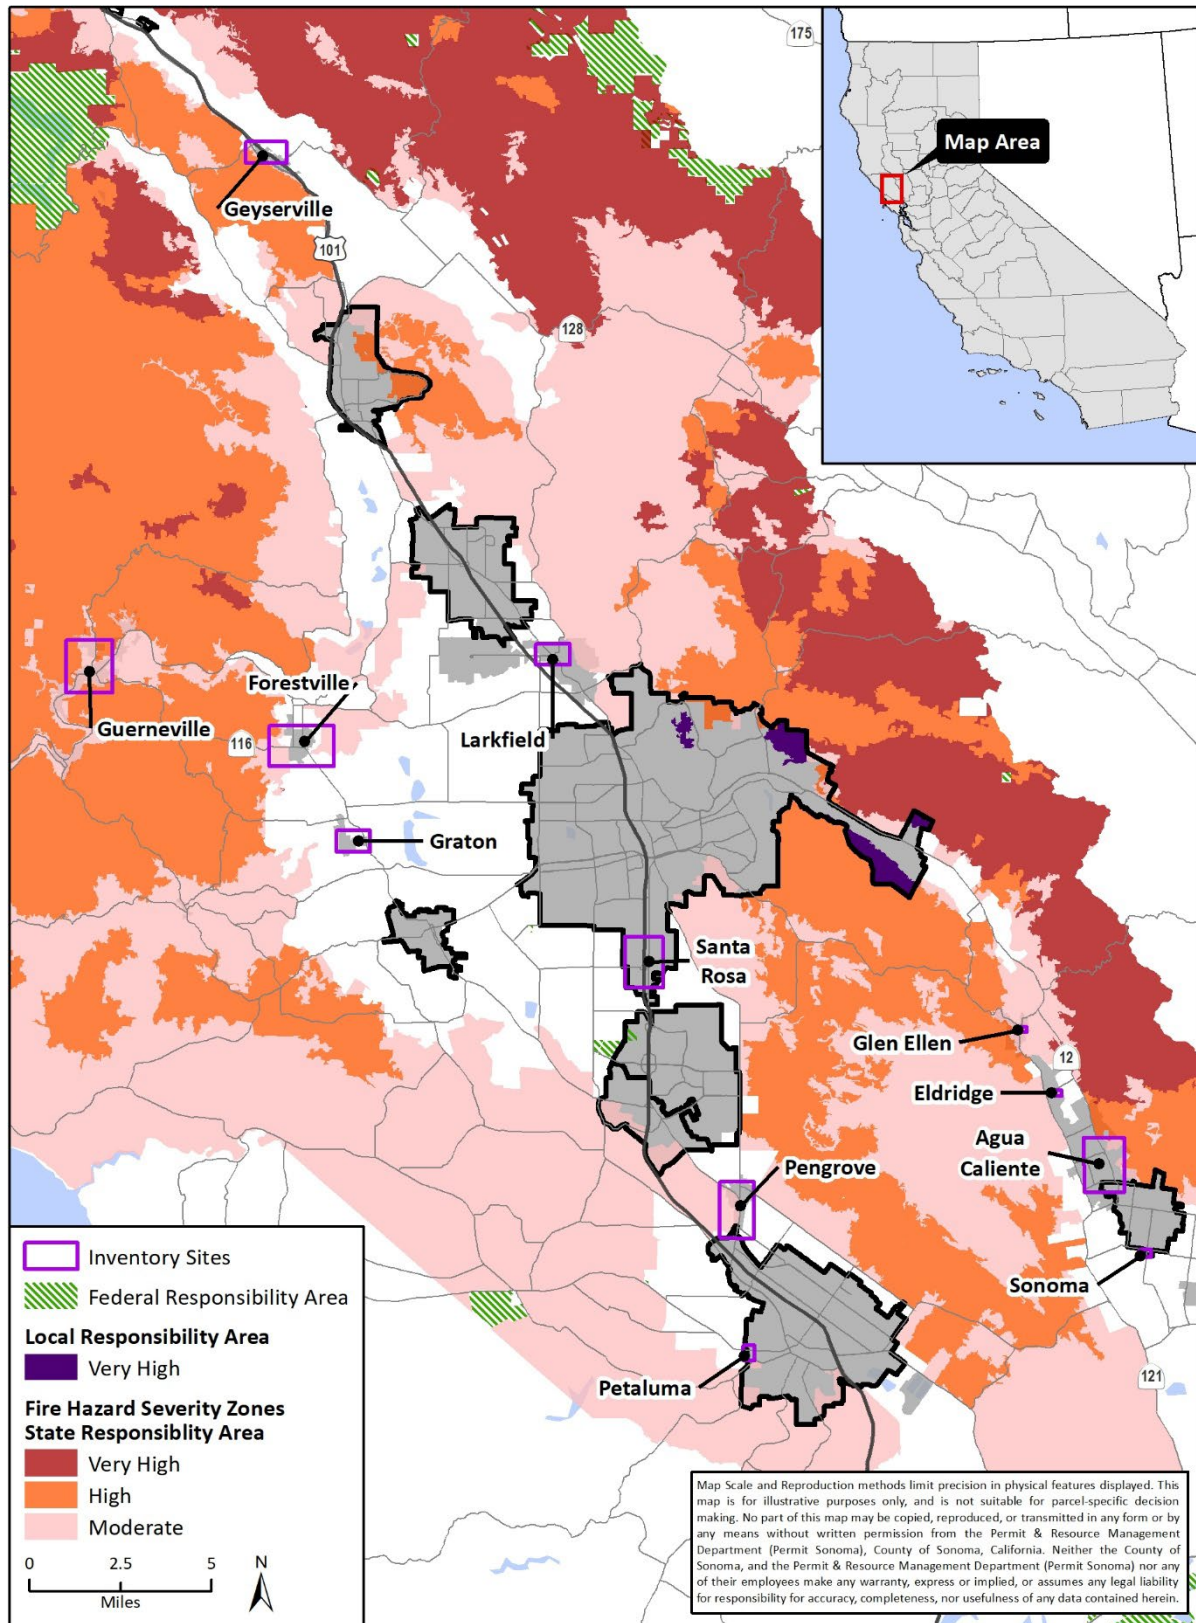 175
Map Area
Geyserville
101
128
Forestville
Guerneville
116
Larkfield
Graton
Santa
Rosa
Glen Ellen
12
Eldridge
Agua
Caliente
Pengrove
Sonoma
121
Petaluma
Inventory Sites
Federal Responsibility Area
Local Responsibility Area
Very High
Fire Hazard Severity Zones
State Responsiblity Area
Very High
High
Moderate
0 2.5 5
Miles
N
Map Scale and Reproduction methods limit precision in physical features displayed. This
map is for illustrative purposes only, and is not suitable for parcel-specific decision
making. No part of this map may be copied, reproduced, or transmitted in any form or by
any means without written permission from the Permit & Resource Management
Department (Permit Sonoma), County of Sonoma, California. Neither the County of
Sonoma, and the Permit & Resource Management Department (Permit Sonoma) nor any
of their employees make any warranty, express or implied, or assumes any legal liability
for responsibility for accuracy, completeness, nor usefulness of any data contained herein.